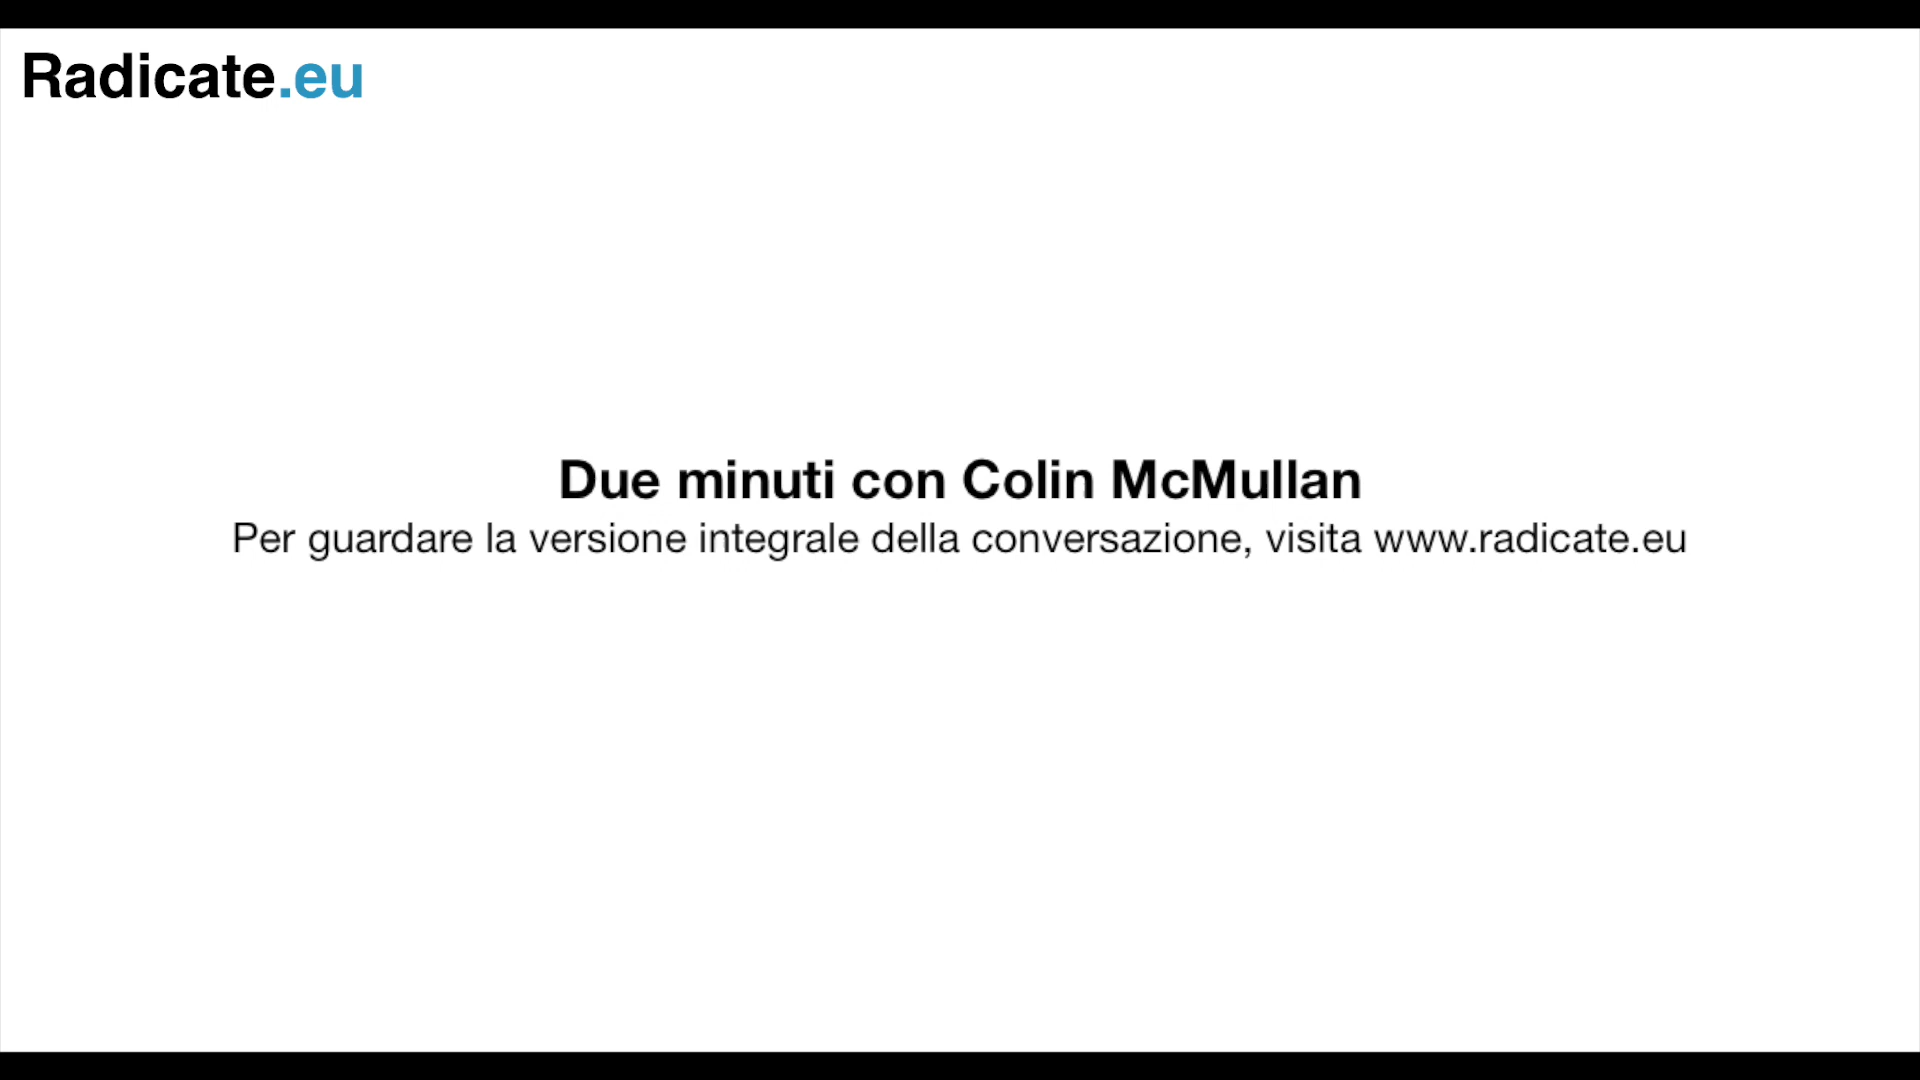 Radicate.eu
Due minuti con Colin McMullan
Per guardare la versione integrale della conversazione, visita www.radicate.eu